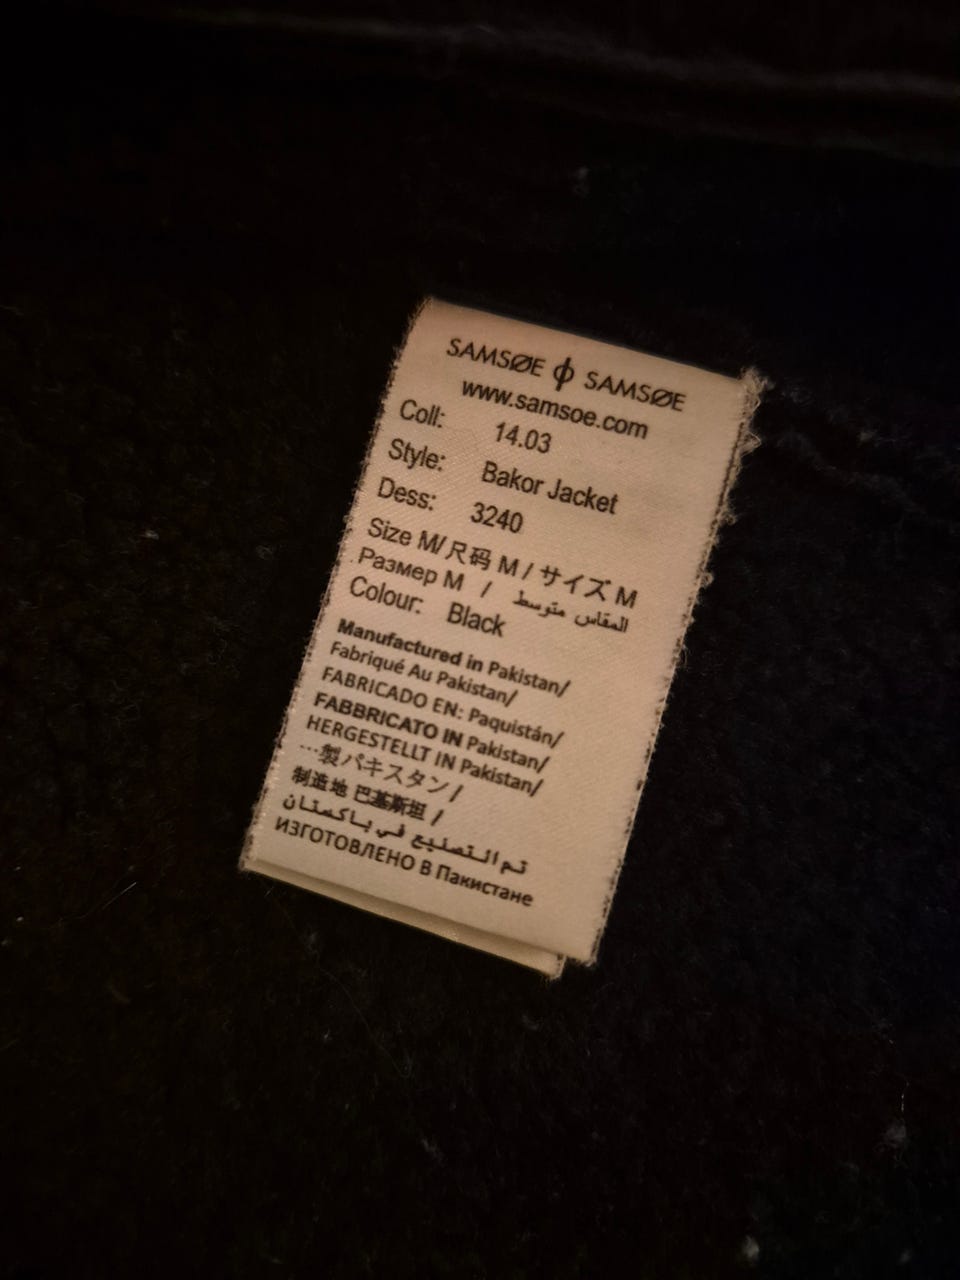 SAMSØE ɸ SAMSØE
www.samsoe.com
Coll: 14.03
Style: Bakor Jacket
Dess: 3240
Size M/ 尺码 M / サイズ M
Размер M / المقاس متوسط
Colour: Black
Manufactured in Pakistan/
Fabriqué Au Pakistan/
FABRICADO EN: Paquistán/
FABBRICATO IN Pakistan/
HERGESTELLT IN Pakistan/
…製パキスタン /
制造地 巴基斯坦 /
تم التصنيع في باكستان
ИЗГОТОВЛЕНО В Пакистане